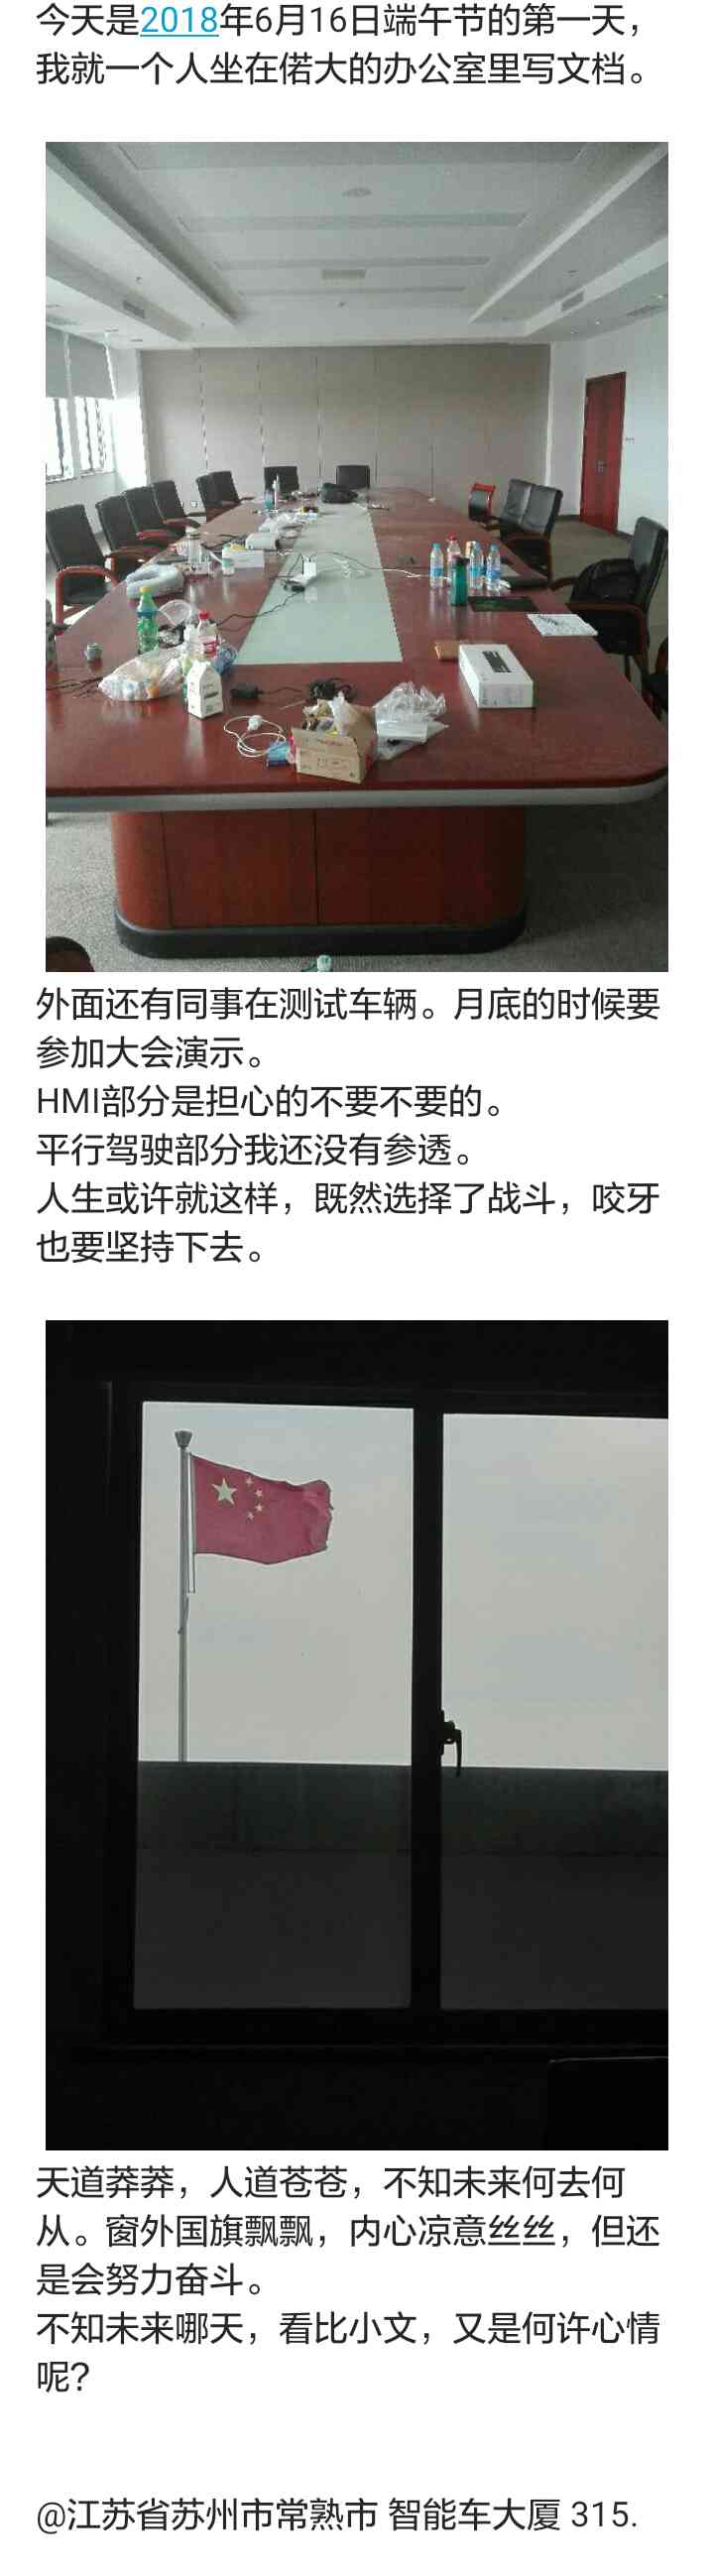 今天是2018年6月16日端午节的第一天，
我就一个人坐在偌大的办公室里写文档。
外面还有同事在测试车辆。月底的时候要
参加大会演示。
HMI部分是担心的不要不要的。
平行驾驶部分我还没有参透。
人生或许就这样，既然选择了战斗，咬牙
也要坚持下去。
天道莽莽，人道苍苍，不知未来何去何
从。窗外国旗飘飘，内心凉意丝丝，但还
是会努力奋斗。
不知未来哪天，看比小文，又是何许心情
呢?
@江苏省苏州市常熟市 智能车大厦 315.